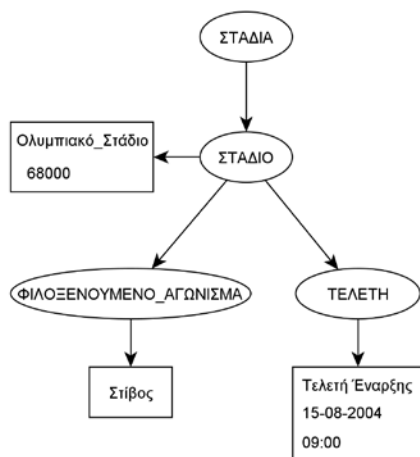 ΣΤΑΔΙΑ
Ολυμπιακό_Στάδιο
68000
ΣΤΑΔΙΟ
ΦΙΛΟΞΕΝΟΥΜΕΝΟ_ΑΓΩΝΙΣΜΑ
ΤΕΛΕΤΗ
Στίβος
Τελετή Έναρξης
15-08-2004
09:00